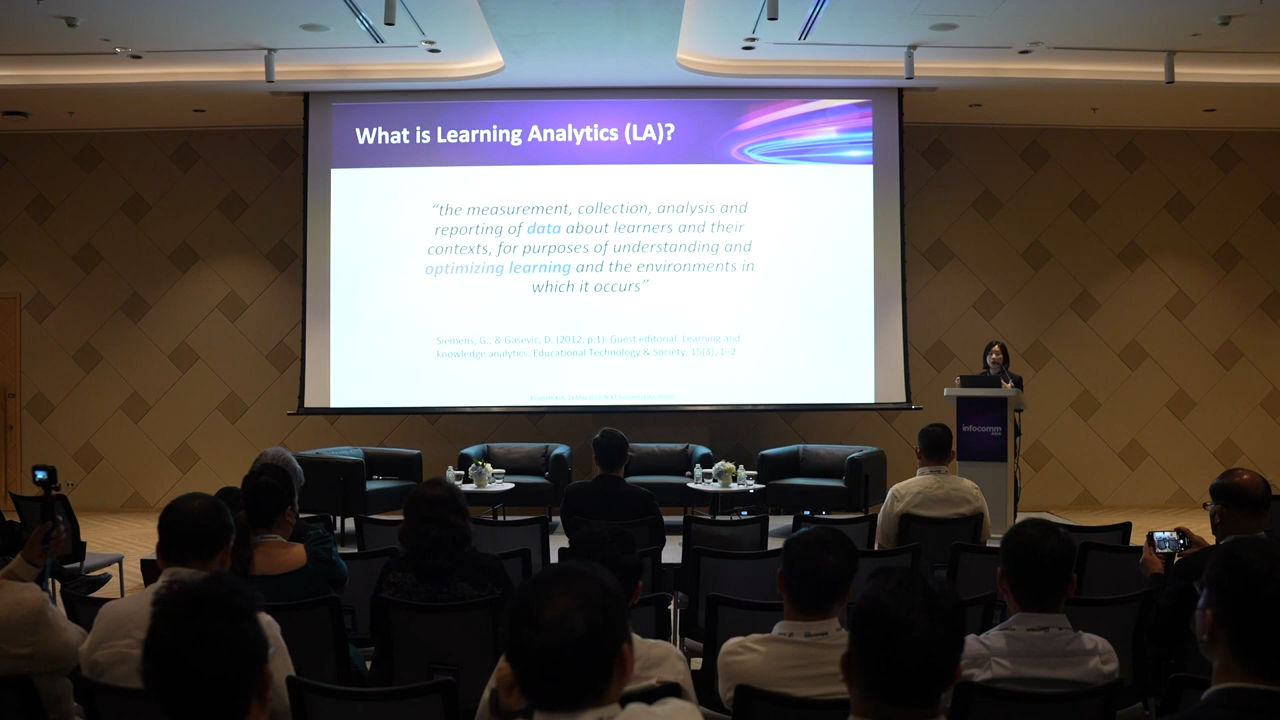 What is Learning Analytics (LA)?
“the measurement, collection, analysis and
reporting of data about learners and their
contexts, for purposes of understanding and
optimizing learning and the environments in
which it occurs”
Siemens, G., & Gašević, D. (2012; p.1). Guest editorial: Learning and
knowledge analytics. Educational Technology & Society, 15(3), 1–2.
infocomm
ASIA